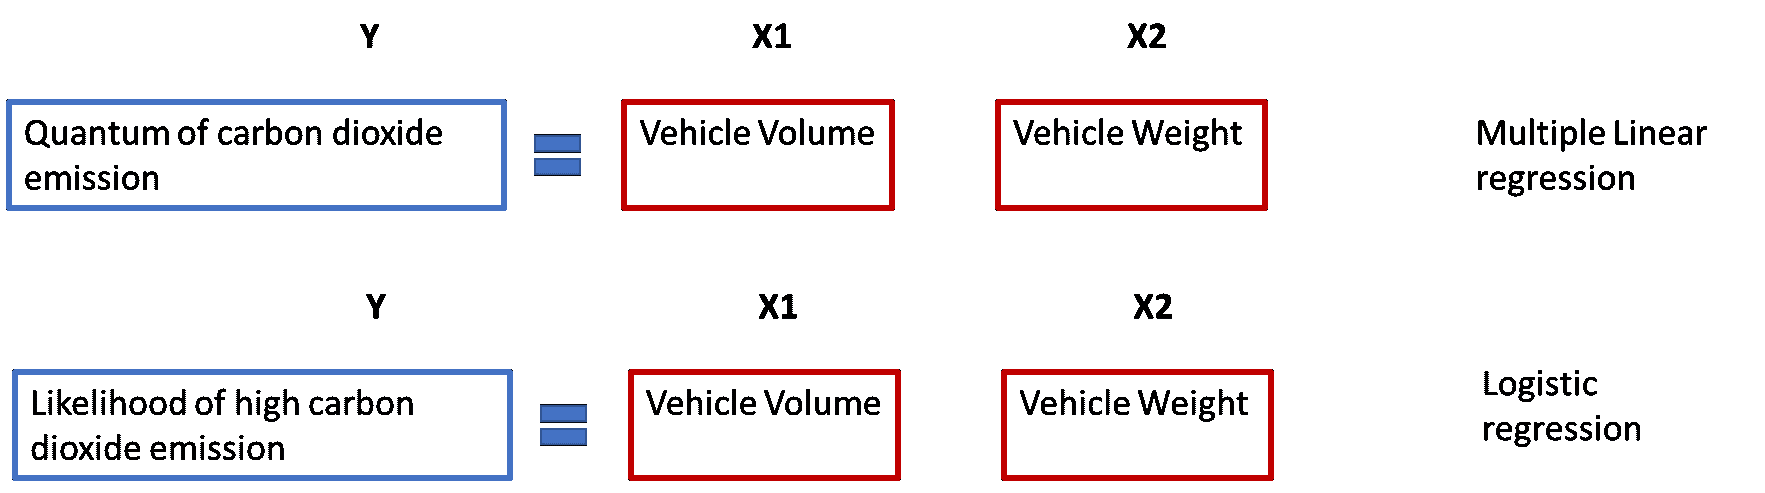 Y X1 X2
Quantum of carbon dioxide
emission
Vehicle Volume
Vehicle Weight
Multiple Linear
regression
Y X1 X2
Likelihood of high carbon
dioxide emission
Vehicle Volume
Vehicle Weight
Logistic
regression